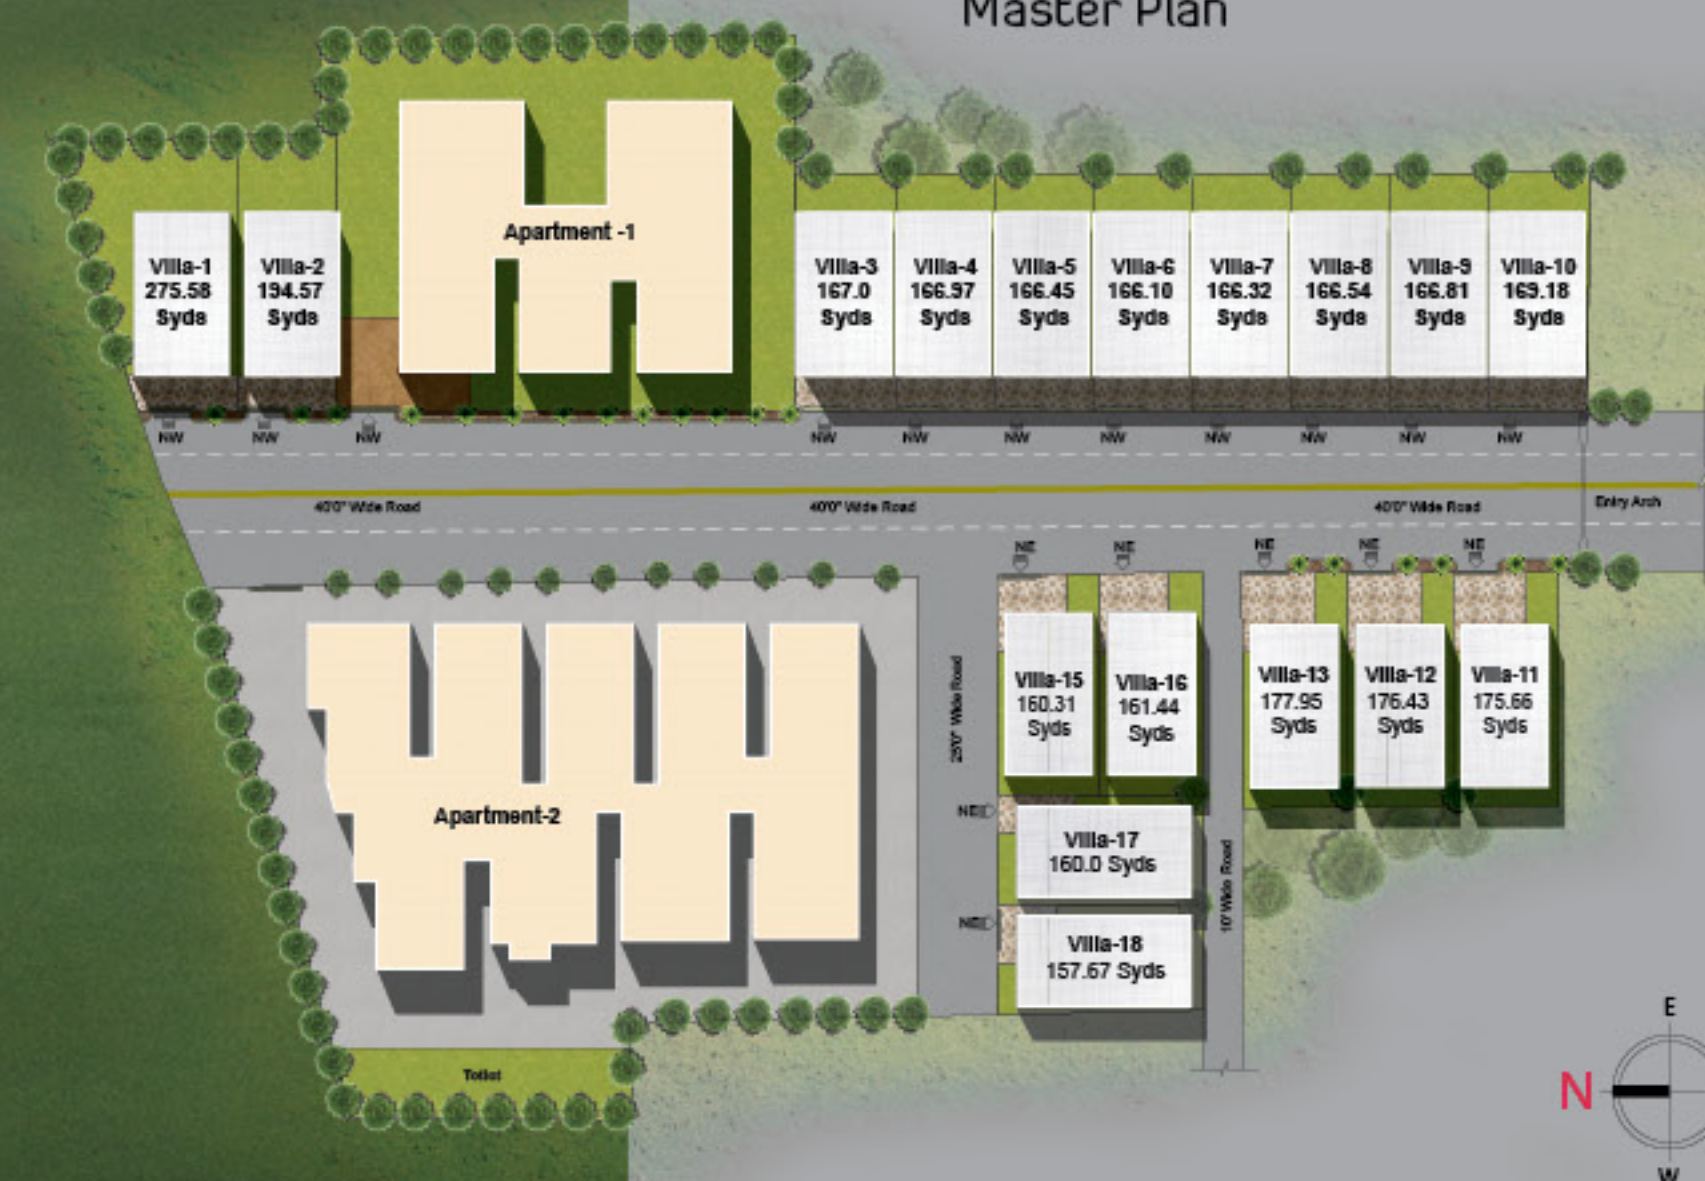 Master Plan
Apartment -1
Villa-1
275.58
Syds
Villa-2
194.57
Syds
Villa-3
167.0
Syds
Villa-4
166.97
Syds
Villa-5
166.45
Syds
Villa-6
166.10
Syds
Villa-7
166.32
Syds
Villa-8
166.54
Syds
Villa-9
166.81
Syds
Villa-10
169.18
Syds
NW
NW
NW
NW
NW
NW
NW
NW
NW
NW
NW
40'0" Wide Road
40'0" Wide Road
40'0" Wide Road
Entry Arch
NE
NE
NE
NE
NE
Villa-15
160.31
Syds
Villa-16
161.44
Syds
Villa-13
177.95
Syds
Villa-12
176.43
Syds
Villa-11
175.66
Syds
25'0" Wide Road
Apartment-2
NE
Villa-17
160.0 Syds
10' Wide Road
NE
Villa-18
157.67 Syds
Totlot
E
N
W